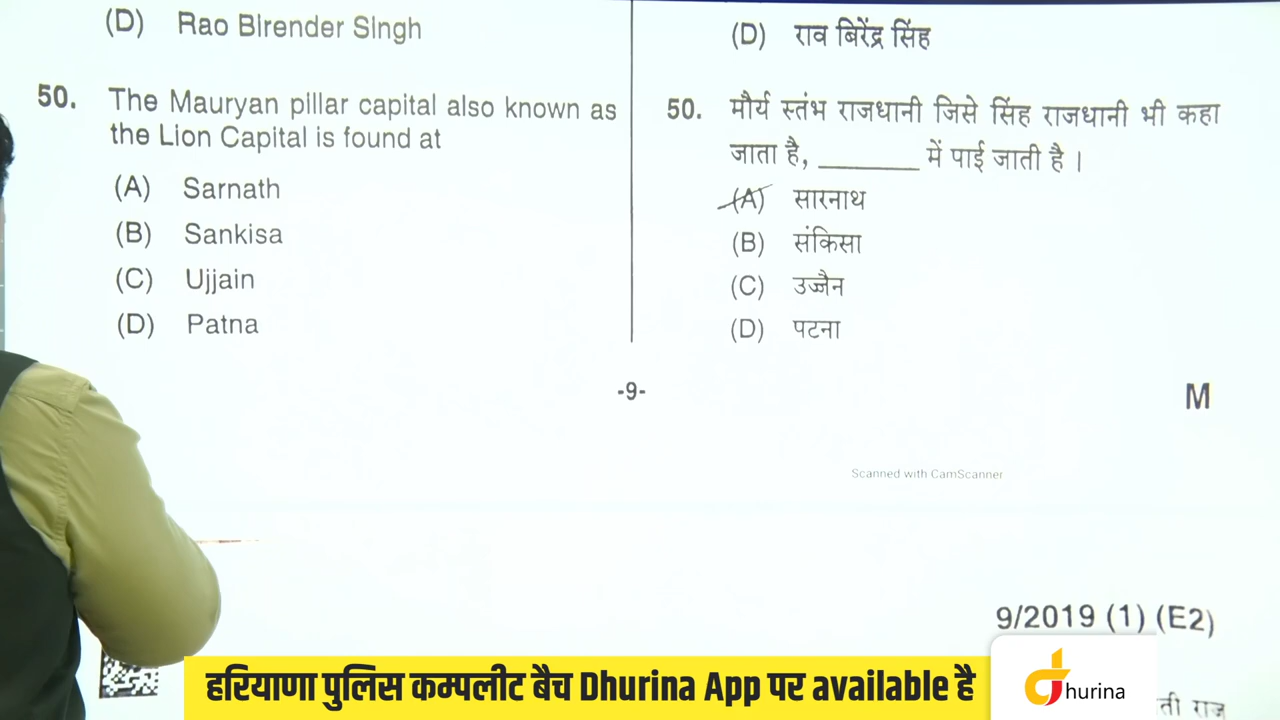 (D) Rao Birender Singh
50. The Mauryan pillar capital also known as
the Lion Capital is found at
(A) Sarnath
(B) Sankisa
(C) Ujjain
(D) Patna
(D) राव बिरेंद्र सिंह
50. मौर्य स्तंभ राजधानी जिसे सिंह राजधानी भी कहा
जाता है, ________ में पाई जाती है ।
(A) सारनाथ
(B) संकिसा
(C) उज्जैन
(D) पटना
-9-
M
Scanned with CamScanner
9/2019 (1) (E2)
हरियाणा पुलिस कम्पलीट बैच Dhurina App पर available है
dhurina